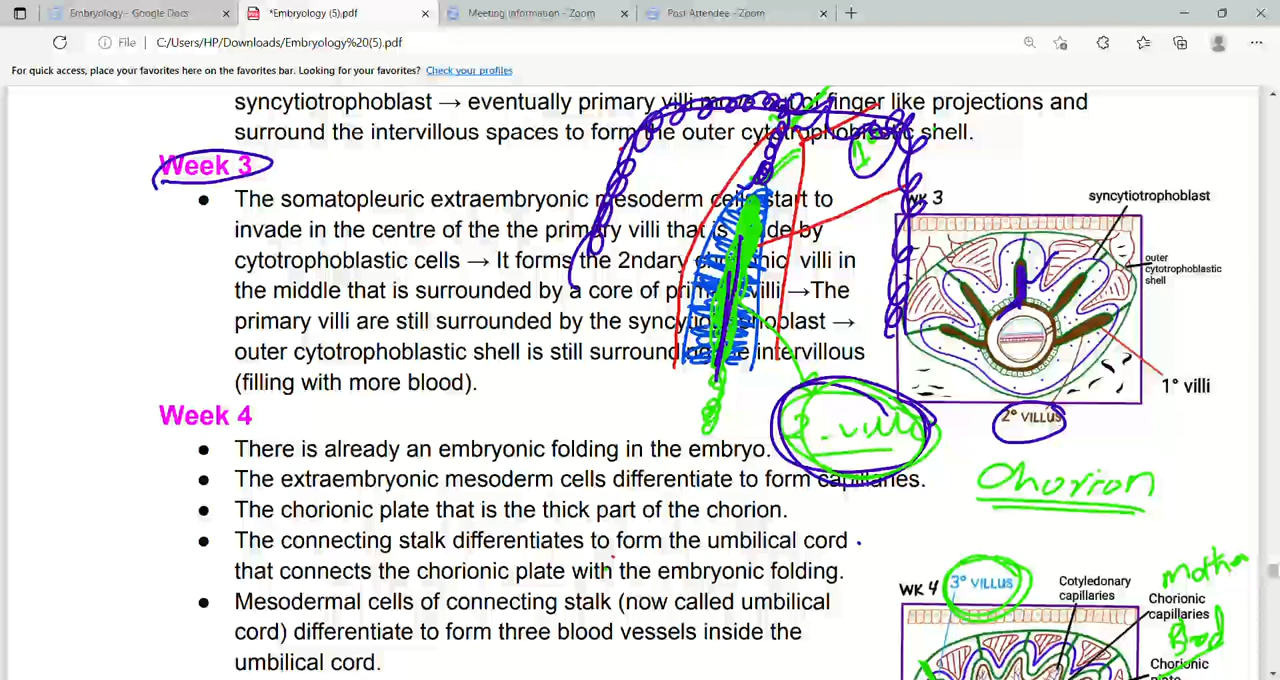 Embryology - Google Docs
*Embryology (5).pdf
Meeting Information - Zoom
Post Attendee - Zoom
File
C:/Users/HP/Downloads/Embryology%20(5).pdf
For quick access, place your favorites here on the favorites bar. Looking for your favorites? Check your profiles
syncytiotrophoblast → eventually primary villi move out of finger like projections and
surround the intervillous spaces to form the outer cytotrophoblastic shell.
1°
Week 3
The somatopleuric extraembryonic mesoderm cells start to
invade in the centre of the the primary villi that is made by
cytotrophoblastic cells → It forms the 2ndary chorionic villi in
the middle that is surrounded by a core of primary villi →The
primary villi are still surrounded by the syncytiotrophoblast →
outer cytotrophoblastic shell is still surrounding the intervillous
(filling with more blood).
wk 3
syncytiotrophoblast
outer
cytotrophoblastic
shell
1° villi
2° VILLUS
2 villi
Chorion
Week 4
There is already an embryonic folding in the embryo.
The extraembryonic mesoderm cells differentiate to form capillaries.
The chorionic plate that is the thick part of the chorion.
The connecting stalk differentiates to form the umbilical cord
that connects the chorionic plate with the embryonic folding.
Mesodermal cells of connecting stalk (now called umbilical
cord) differentiate to form three blood vessels inside the
umbilical cord.
WK 4
3° VILLUS
Cotyledonary
capillaries
Chorionic
capillaries
Chorionic
plate
Blood